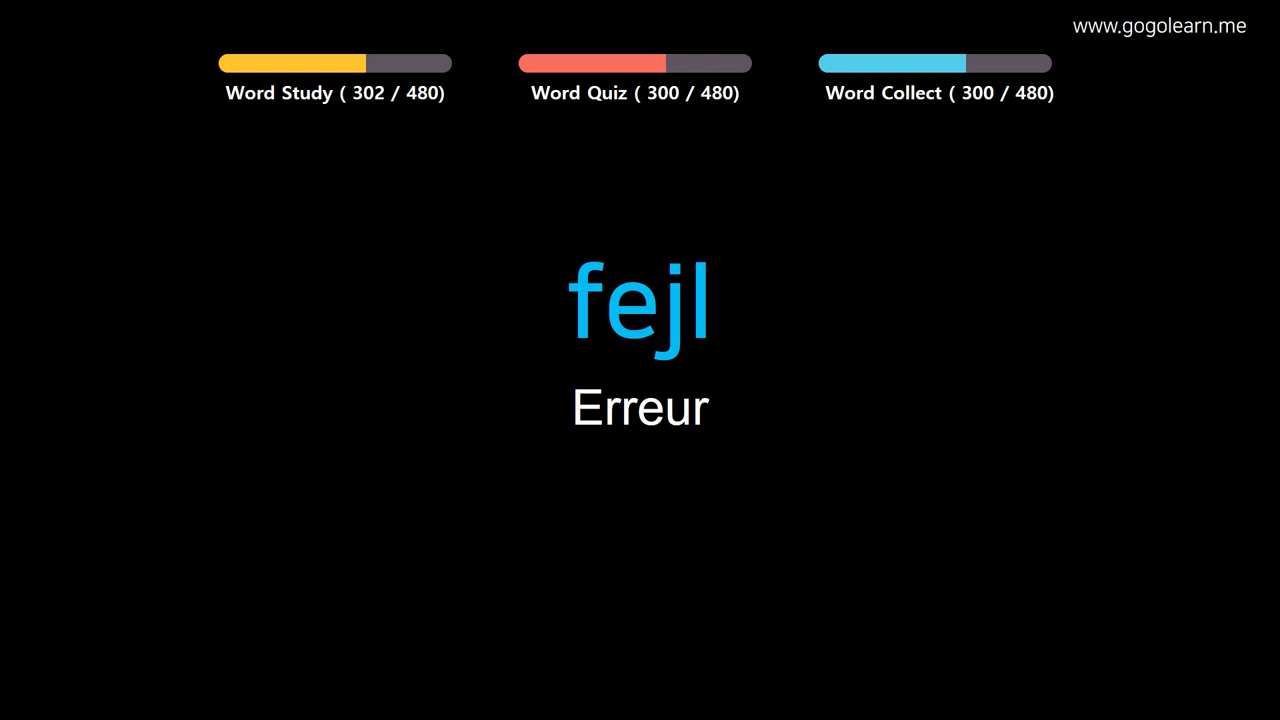 www.gogolearn.me
Word Study ( 302 / 480)
Word Quiz ( 300 / 480)
Word Collect ( 300 / 480)
fejl
Erreur